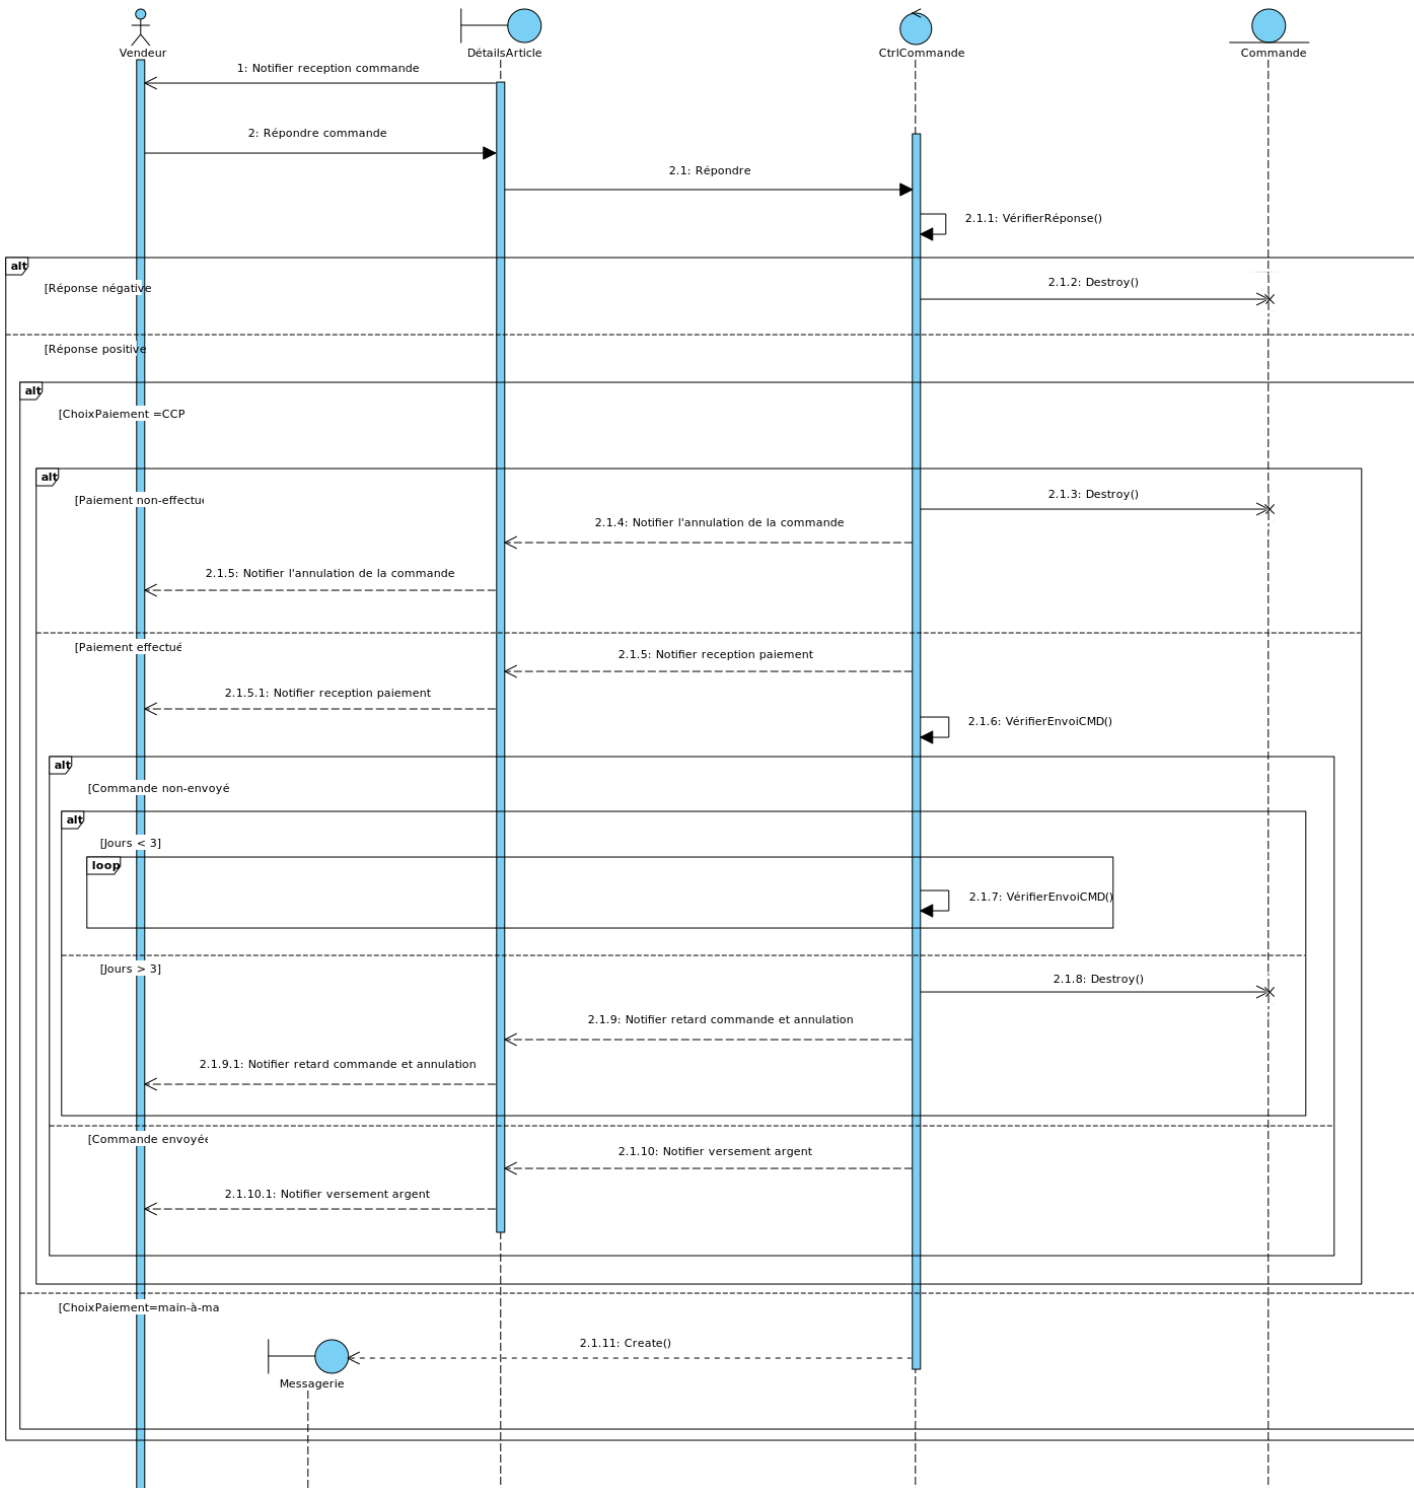 Vendeur
DétailsArticle
CtrlCommande
Commande
1: Notifier reception commande
2: Répondre commande
2.1: Répondre
2.1.1: VérifierRéponse()
alt
[Réponse négative
2.1.2: Destroy()
[Réponse positive
alt
[ChoixPaiement =CCP
alt
[Paiement non-effectu
2.1.3: Destroy()
2.1.4: Notifier l'annulation de la commande
2.1.5: Notifier l'annulation de la commande
[Paiement effectué
2.1.5: Notifier reception paiement
2.1.5.1: Notifier reception paiement
2.1.6: VérifierEnvoiCMD()
alt
[Commande non-envoyé
alt
[Jours < 3]
loop
2.1.7: VérifierEnvoiCMD()
[Jours > 3]
2.1.8: Destroy()
2.1.9: Notifier retard commande et annulation
2.1.9.1: Notifier retard commande et annulation
[Commande envoyée
2.1.10: Notifier versement argent
2.1.10.1: Notifier versement argent
[ChoixPaiement=main-à-ma
2.1.11: Create()
Messagerie